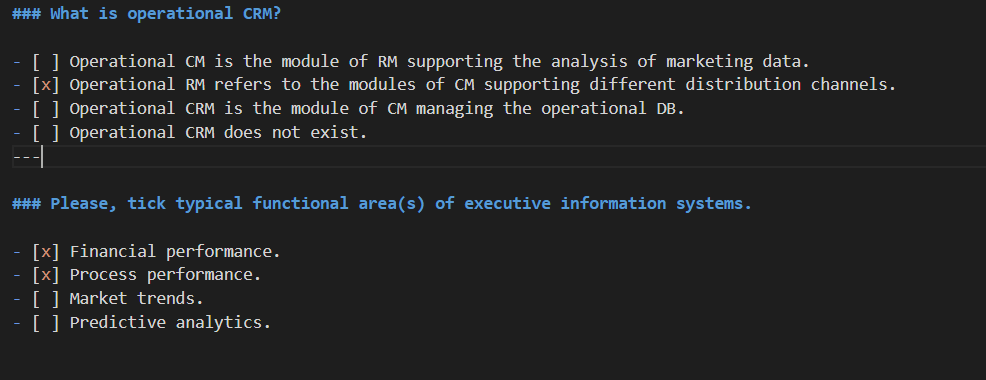 ### What is operational CRM?
- [ ] Operational CM is the module of RM supporting the analysis of marketing data.
- [x] Operational RM refers to the modules of CM supporting different distribution channels.
- [ ] Operational CRM is the module of CM managing the operational DB.
- [ ] Operational CRM does not exist.
---
### Please, tick typical functional area(s) of executive information systems.
- [x] Financial performance.
- [x] Process performance.
- [ ] Market trends.
- [ ] Predictive analytics.